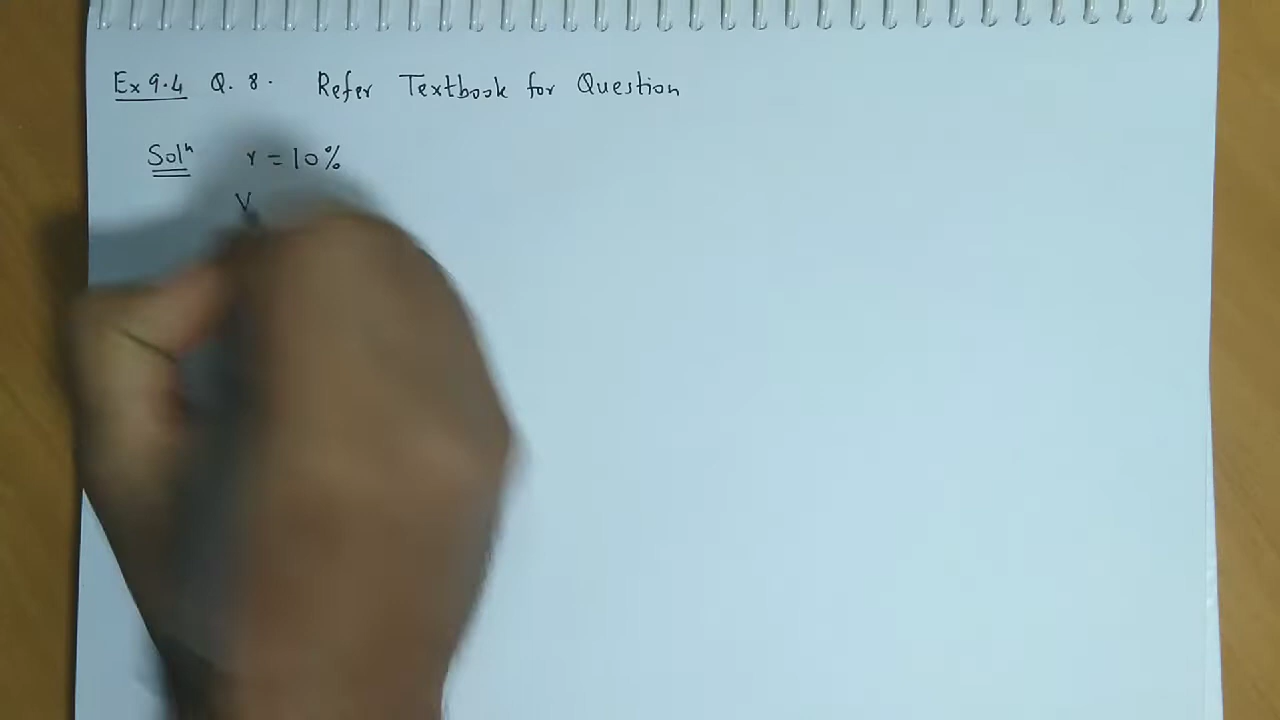 Ex 9.4 Q. 8. Refer Textbook for Question
Solⁿ r = 10%
V